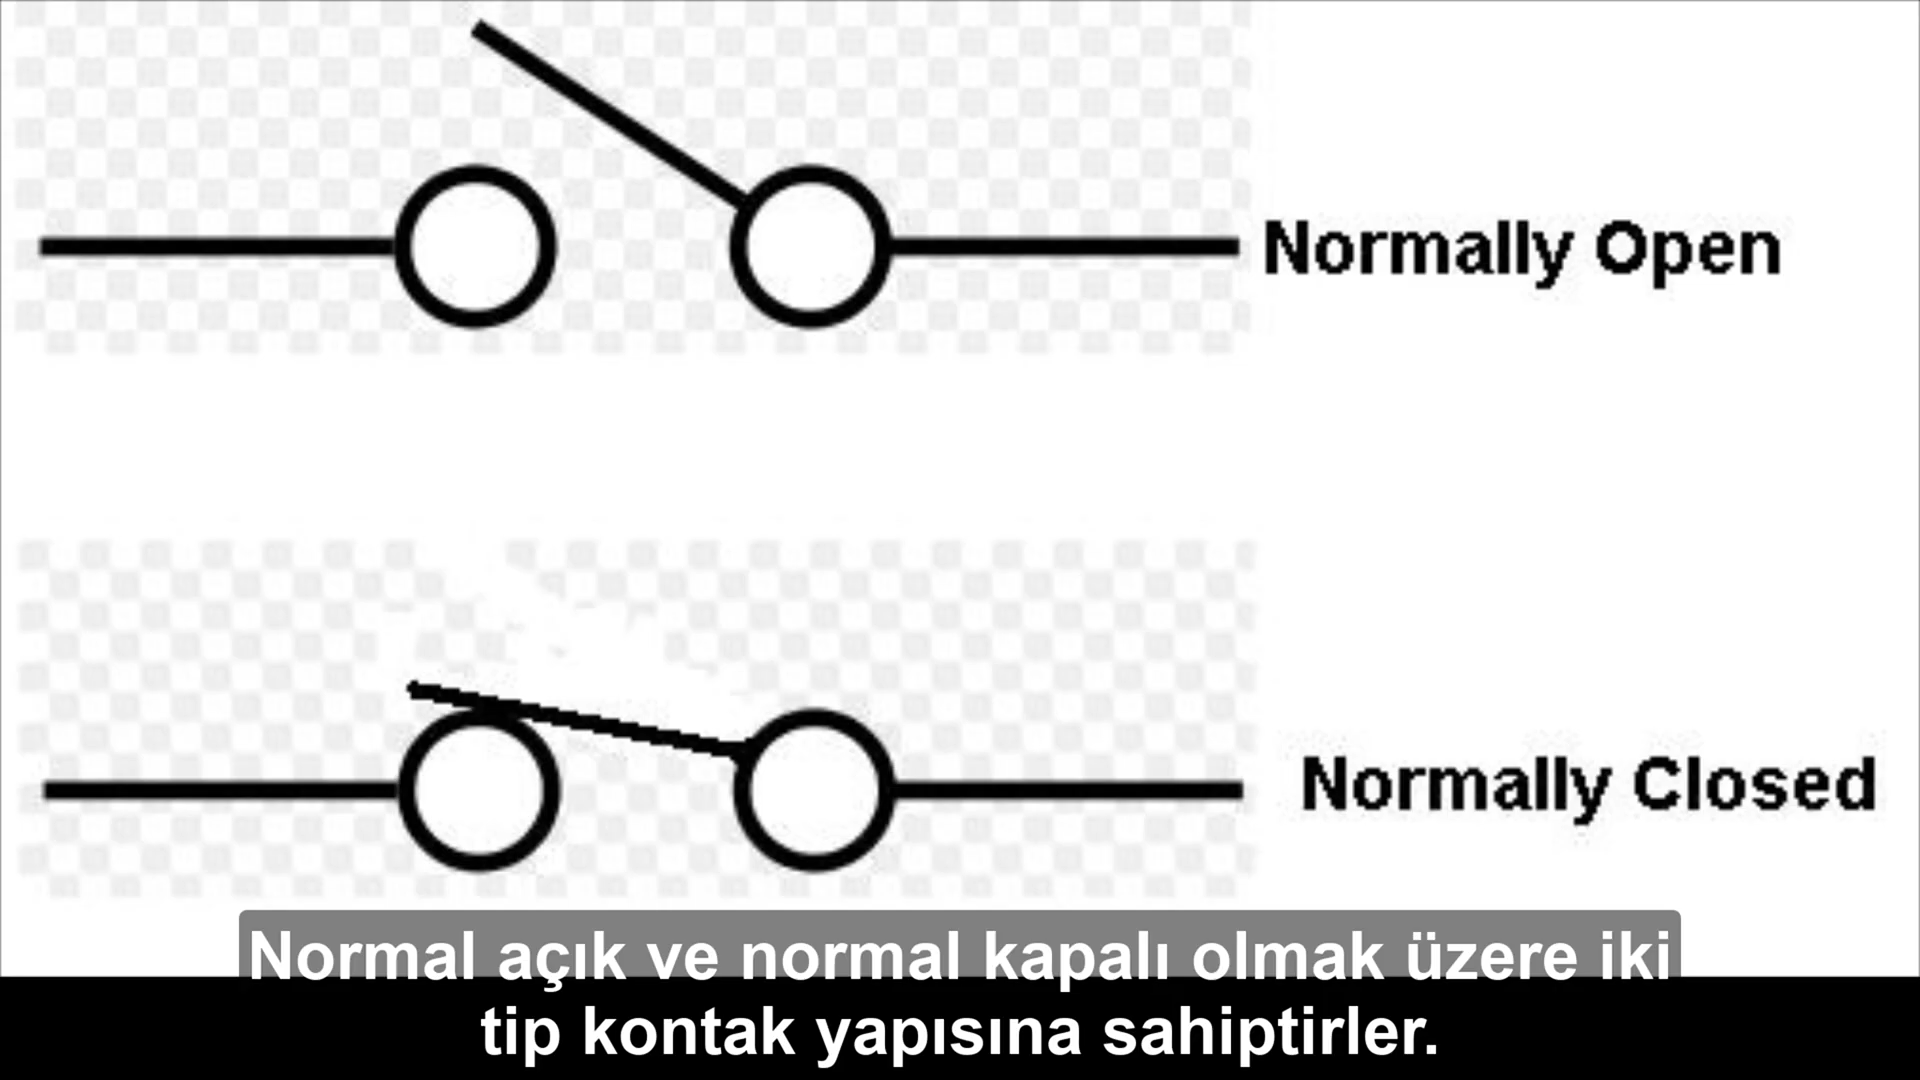 Normally Open
Normally Closed
Normal açık ve normal kapalı olmak üzere iki
tip kontak yapısına sahiptirler.